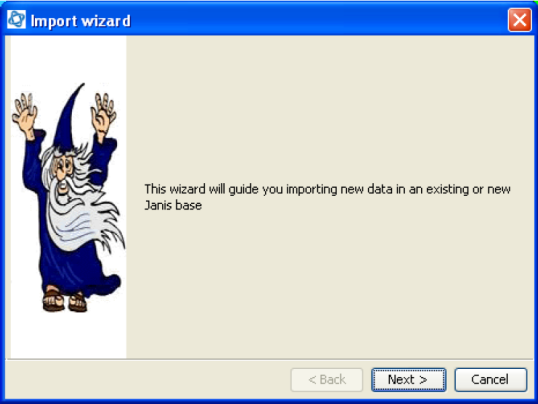 Import wizard
This wizard will guide you importing new data in an existing or new
Janis base
< Back
Next >
Cancel